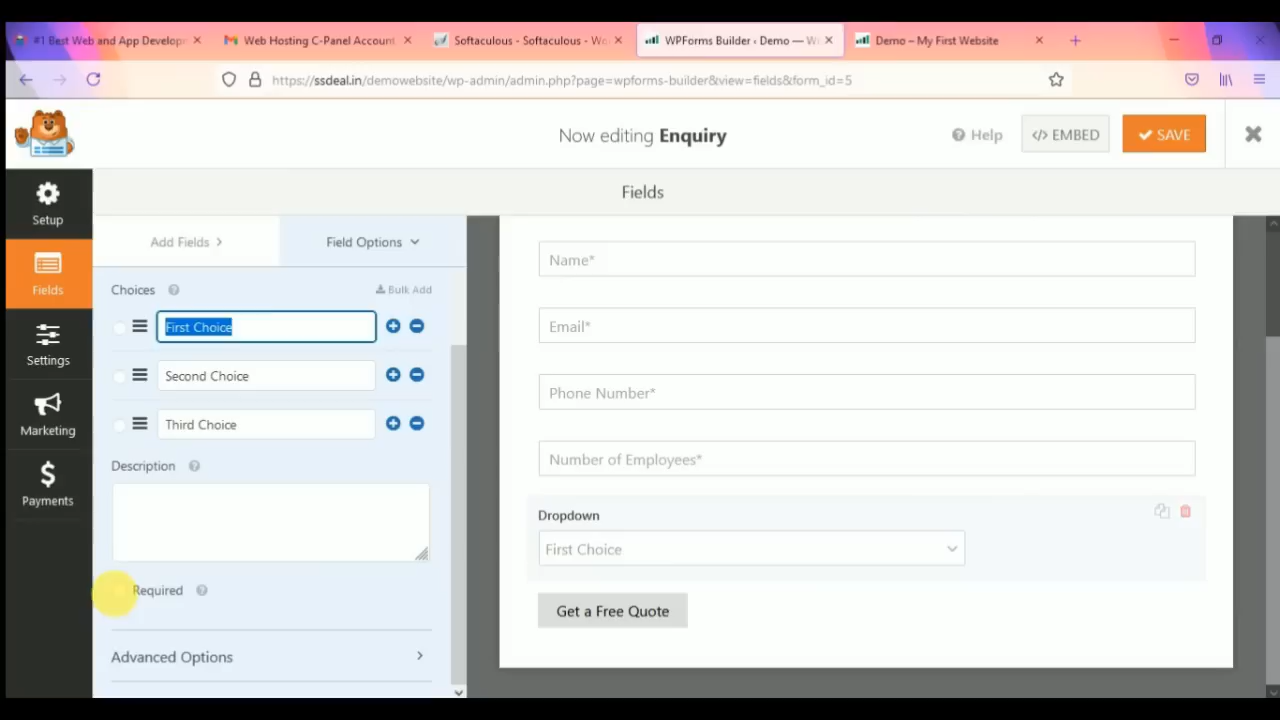 #1 Best Web and App Develop
Web Hosting C-Panel Account
Softaculous - Softaculous - Wo
WPForms Builder ‹ Demo — W
Demo – My First Website
https://ssdeal.in/demowebsite/wp-admin/admin.php?page=wpforms-builder&view=fields&form_id=5
Now editing Enquiry
Help
</> EMBED
SAVE
Fields
Setup
Fields
Settings
Marketing
Payments
Add Fields
Field Options
Choices
Bulk Add
First Choice
Second Choice
Third Choice
Description
Required
Advanced Options
Name*
Email*
Phone Number*
Number of Employees*
Dropdown
First Choice
Get a Free Quote